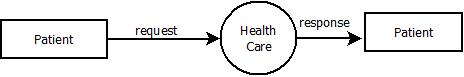 Patient
request
Health
Care
response
Patient